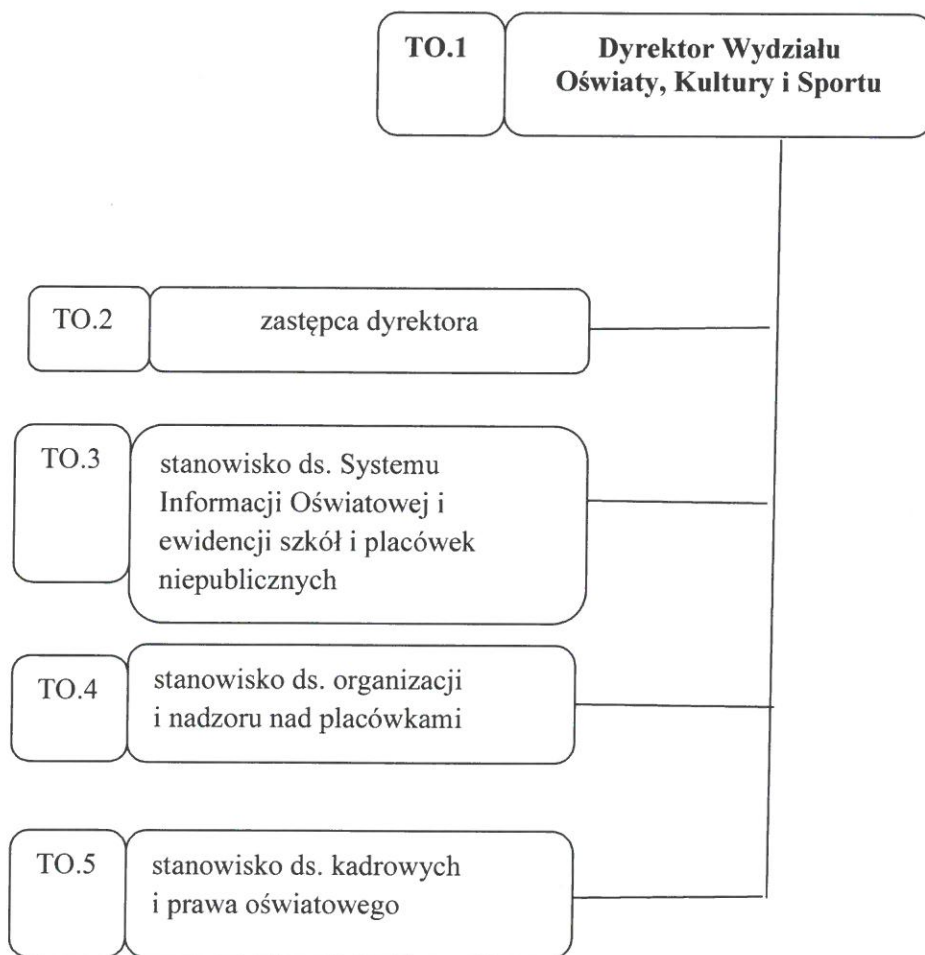 TO.1
Dyrektor Wydziału
Oświaty, Kultury i Sportu
TO.2
zastępca dyrektora
TO.3
stanowisko ds. Systemu
Informacji Oświatowej i
ewidencji szkół i placówek
niepublicznych
TO.4
stanowisko ds. organizacji
i nadzoru nad placówkami
TO.5
stanowisko ds. kadrowych
i prawa oświatowego